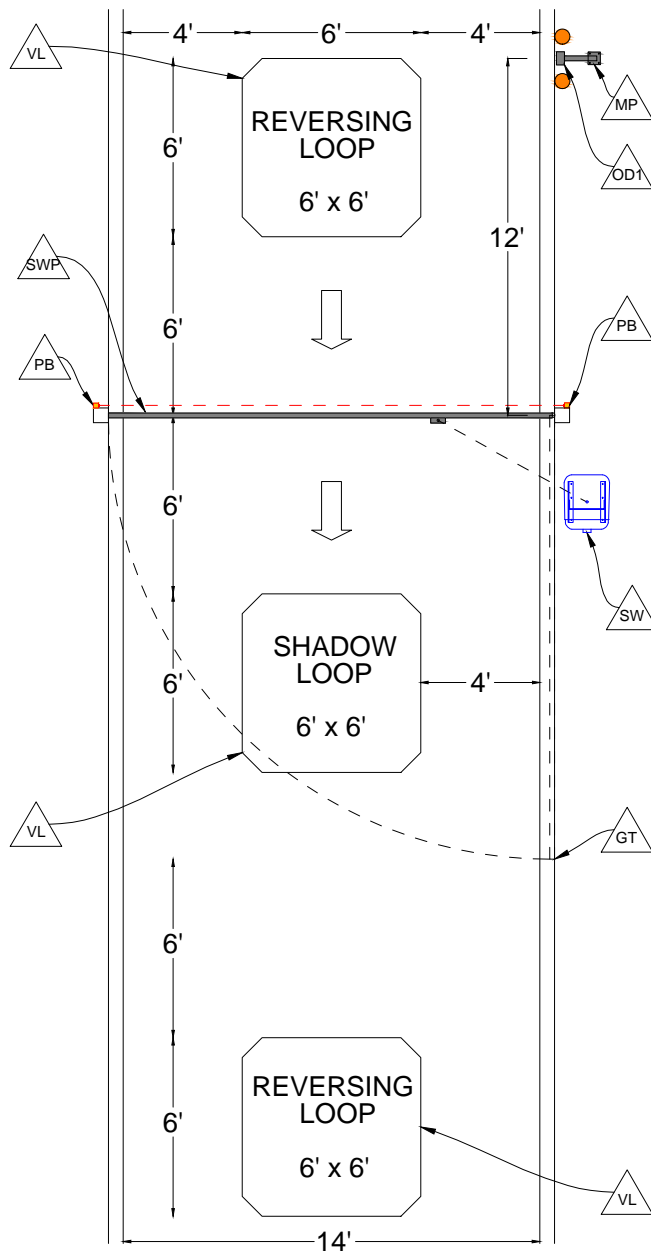 4'
6'
4'
VL
MP
REVERSING
LOOP
6' x 6'
6'
OD1
12'
SWP
6'
PB
PB
6'
SW
SHADOW
LOOP
6' x 6'
6'
4'
VL
GT
6'
REVERSING
LOOP
6' x 6'
6'
VL
14'